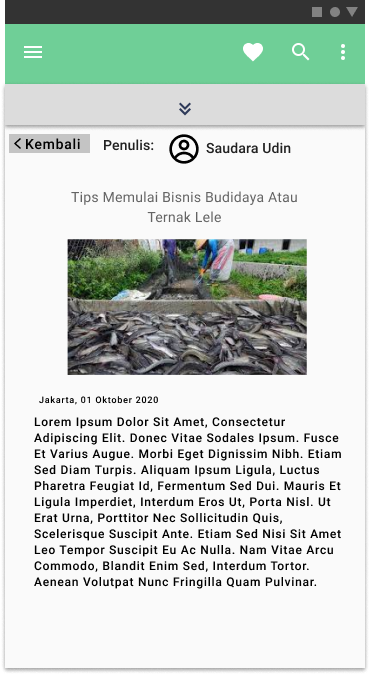 Kembali
Penulis:
Saudara Udin
Tips Memulai Bisnis Budidaya Atau
Ternak Lele
Jakarta, 01 Oktober 2020
Lorem Ipsum Dolor Sit Amet, Consectetur
Adipiscing Elit. Donec Vitae Sodales Ipsum. Fusce
Et Varius Augue. Morbi Eget Dignissim Nibh. Etiam
Sed Diam Turpis. Aliquam Ipsum Ligula, Luctus
Pharetra Feugiat Id, Fermentum Sed Dui. Mauris Et
Ligula Imperdiet, Interdum Eros Ut, Porta Nisl. Ut
Erat Urna, Porttitor Nec Sollicitudin Quis,
Scelerisque Suscipit Ante. Etiam Sed Nisi Sit Amet
Leo Tempor Suscipit Eu Ac Nulla. Nam Vitae Arcu
Commodo, Blandit Enim Sed, Interdum Tortor.
Aenean Volutpat Nunc Fringilla Quam Pulvinar.